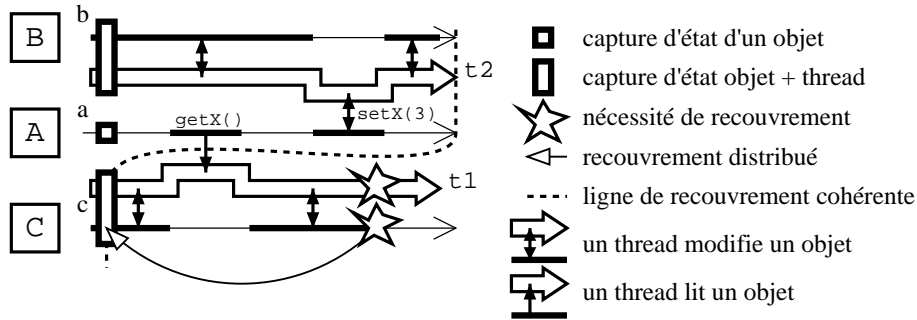 b
B
t2
a
getX()
setX(3)
A
t1
c
C
capture d'état d'un objet
capture d'état objet + thread
nécessité de recouvrement
recouvrement distribué
ligne de recouvrement cohérente
un thread modifie un objet
un thread lit un objet